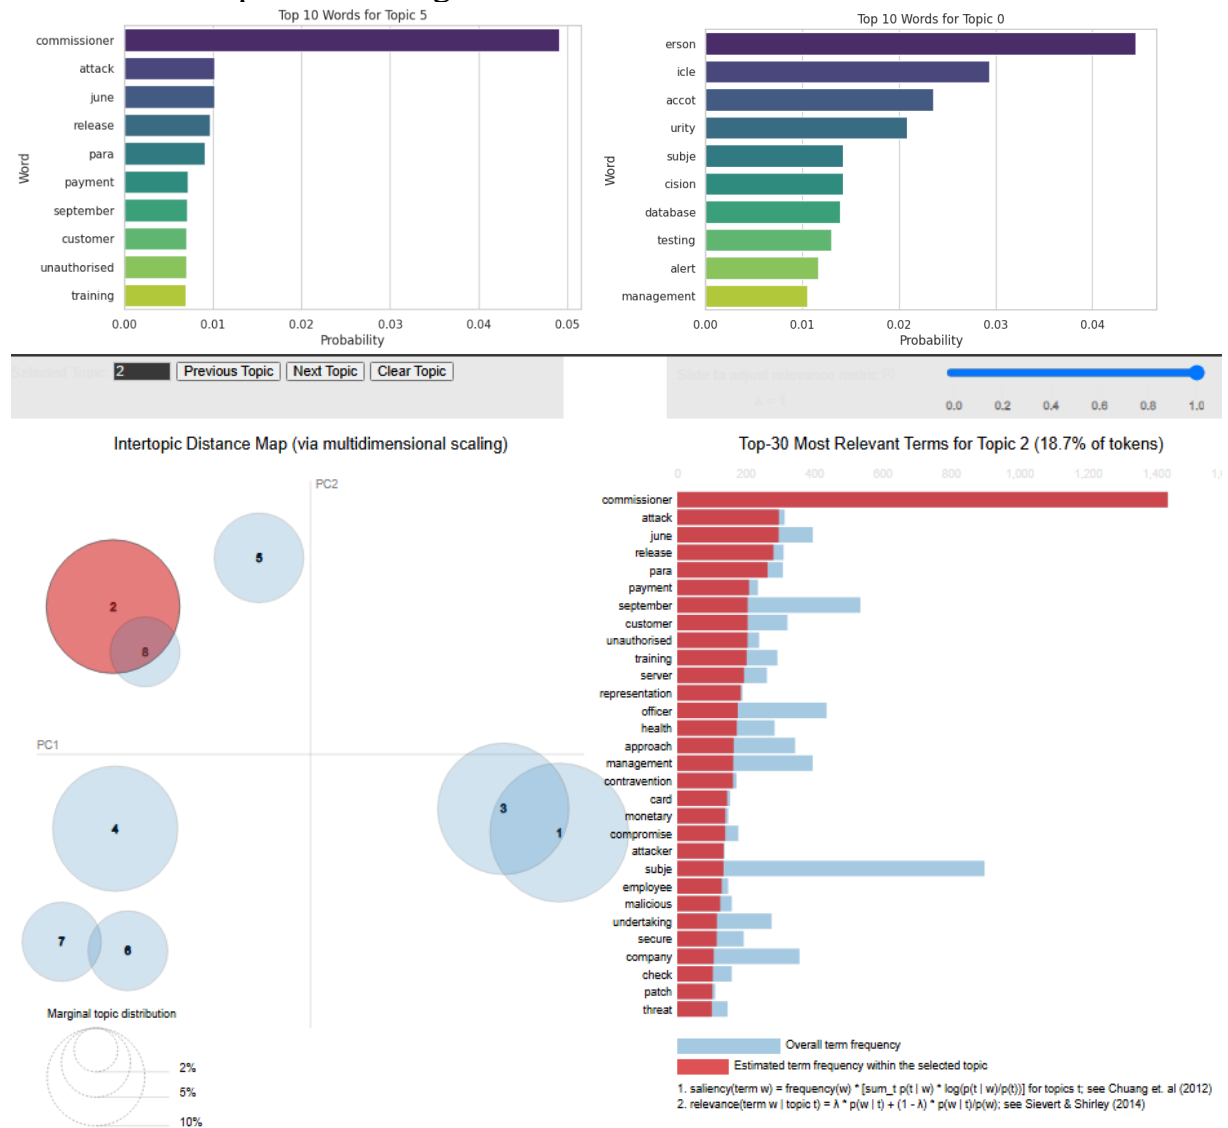 Top 10 Words for Topic 5
commissioner
attack
june
release
para
payment
september
customer
unauthorised
training
Word
0.00 0.01 0.02 0.03 0.04 0.05
Probability
Top 10 Words for Topic 0
erson
icle
accot
urity
subje
cision
database
testing
alert
management
Word
0.00 0.01 0.02 0.03 0.04
Probability
Selected Topic: 2 Previous Topic Next Topic Clear Topic
Slide to adjust relevance metric:(2)
λ = 1
0.0 0.2 0.4 0.6 0.8 1.0
Intertopic Distance Map (via multidimensional scaling)
PC2
5
2
8
PC1
3
1
4
7
6
Marginal topic distribution
2%
5%
10%
Top-30 Most Relevant Terms for Topic 2 (18.7% of tokens)
0 200 400 600 800 1,000 1,200 1,400
commissioner
attack
june
release
para
payment
september
customer
unauthorised
training
server
representation
officer
health
approach
management
contravention
card
monetary
compromise
attacker
subje
employee
malicious
undertaking
secure
company
check
patch
threat
Overall term frequency
Estimated term frequency within the selected topic
1. saliency(term w) = frequency(w) * [sum_t p(t | w) * log(p(t | w)/p(t))] for topics t; see Chuang et. al (2012)
2. relevance(term w | topic t) = λ * p(w | t) + (1 - λ) * p(w | t)/p(w); see Sievert & Shirley (2014)